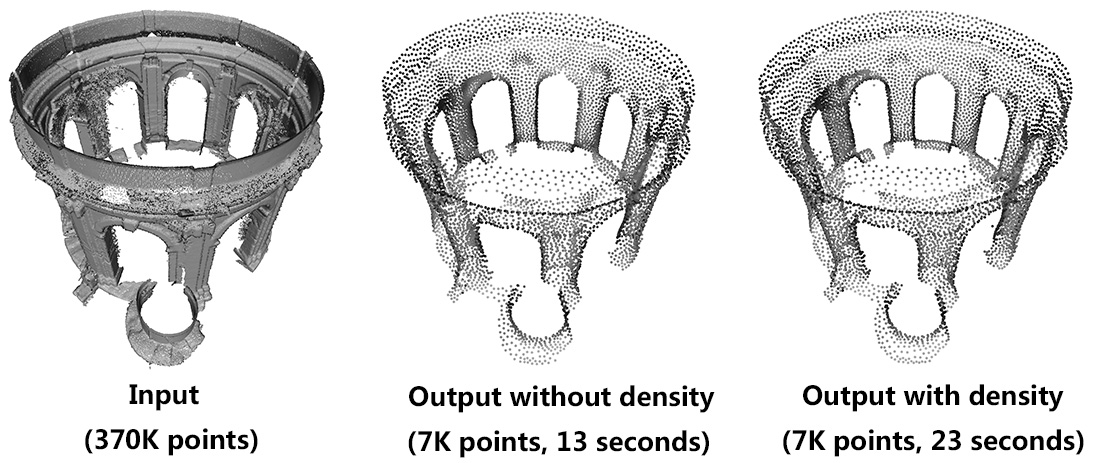 Input
(370K points)
Output without density
(7K points, 13 seconds)
Output with density
(7K points, 23 seconds)